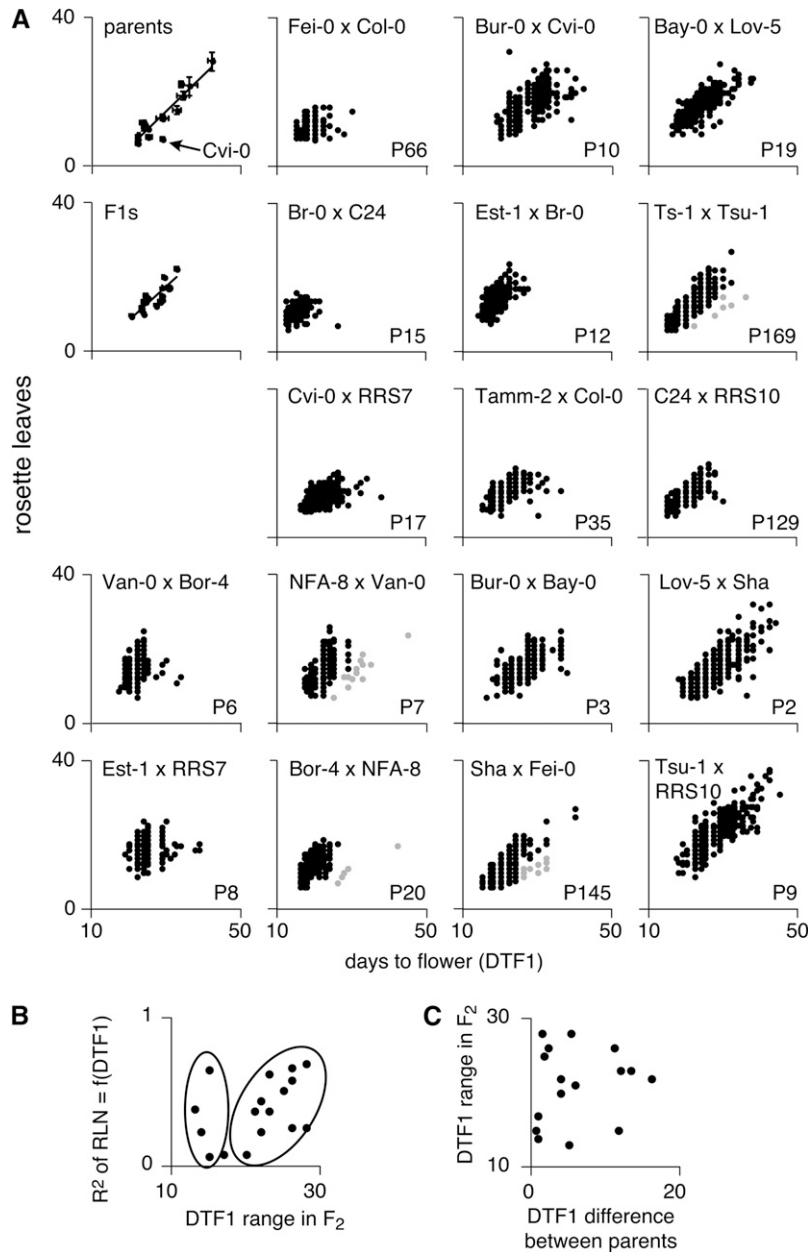 A
40
parents
Cvi-0
0
Fei-0 x Col-0
P66
Bur-0 x Cvi-0
P10
Bay-0 x Lov-5
P19
40
F1s
0
Br-0 x C24
P15
Est-1 x Br-0
P12
Ts-1 x Tsu-1
P169
rosette leaves
Cvi-0 x RRS7
P17
Tamm-2 x Col-0
P35
C24 x RRS10
P129
40
Van-0 x Bor-4
P6
0
NFA-8 x Van-0
P7
Bur-0 x Bay-0
P3
Lov-5 x Sha
P2
40
Est-1 x RRS7
P8
0
Bor-4 x NFA-8
P20
Sha x Fei-0
P145
Tsu-1 x
RRS10
P9
10 50
10 50
10 50
10 50
days to flower (DTF1)
B
1
R² of RLN = f(DTF1)
0
10 30
DTF1 range in F₂
C
30
DTF1 range in F₂
10
0 20
DTF1 difference
between parents